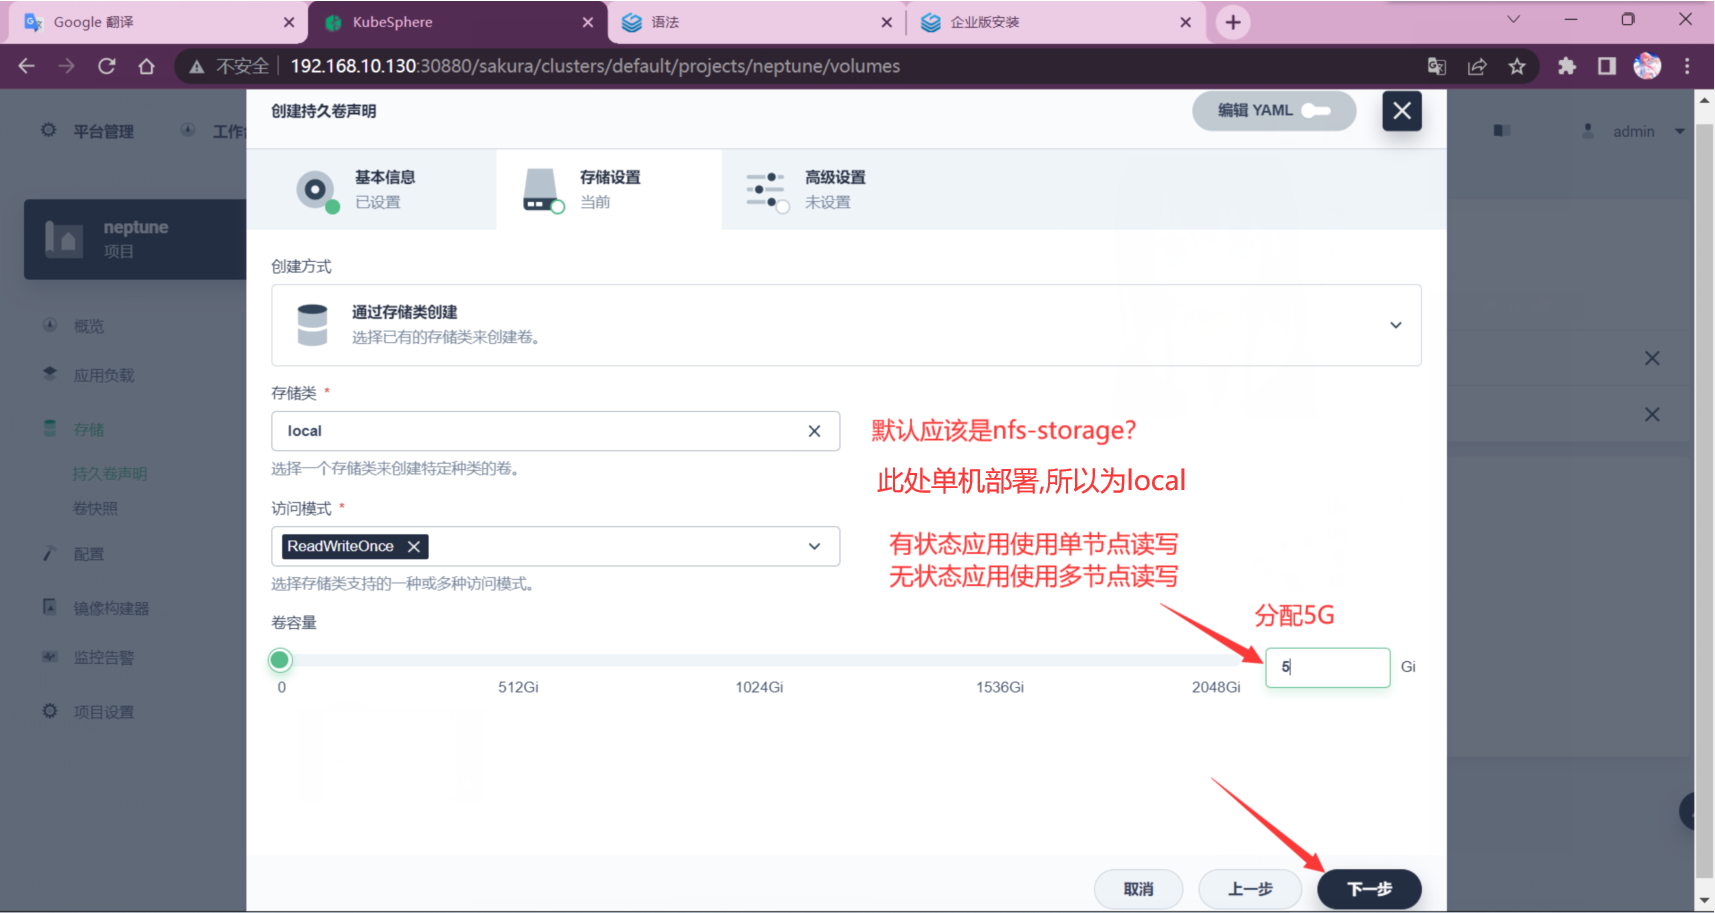 Google 翻译
KubeSphere
语法
企业版安装
不安全 192.168.10.130:30880/sakura/clusters/default/projects/neptune/volumes
平台管理
admin
neptune
项目
概览
应用负载
存储
持久卷声明
卷快照
配置
镜像构建器
监控告警
项目设置
创建持久卷声明
编辑 YAML
基本信息
已设置
存储设置
当前
高级设置
未设置
创建方式
通过存储类创建
选择已有的存储类来创建卷。
存储类 *
local
默认应该是nfs-storage?
选择一个存储类来创建特定种类的卷。
此处单机部署,所以为local
访问模式 *
ReadWriteOnce
有状态应用使用单节点读写
选择存储类支持的一种或多种访问模式。
无状态应用使用多节点读写
卷容量
分配5G
5 Gi
0 512Gi 1024Gi 1536Gi 2048Gi
取消 上一步 下一步